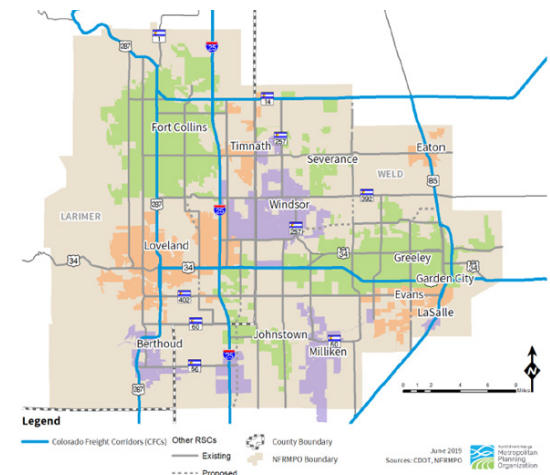 287
1
25
14
Fort Collins
257
Timnath
Severance
Eaton
WELD
392
85
287
25
Windsor
LARIMER
257
Loveland
34
34
34
Greeley
34
Garden City
402
Evans
LaSalle
60
Johnstown
Berthoud
Milliken
60
25
56
287
N
0 2 4 6 8
Miles
Legend
Colorado Freight Corridors (CFCs)
Other RSCs
Existing
Proposed
County Boundary
NFRMPO Boundary
June 2019
Sources: CDOT, NFRMPO
Metropolitan
Planning
Organization